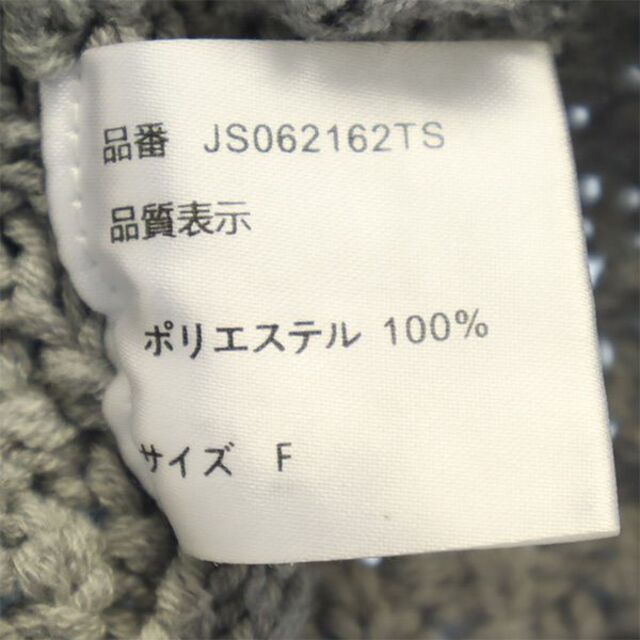 品番 JS062162TS
品質表示
ポリエステル 100%
サイズ F